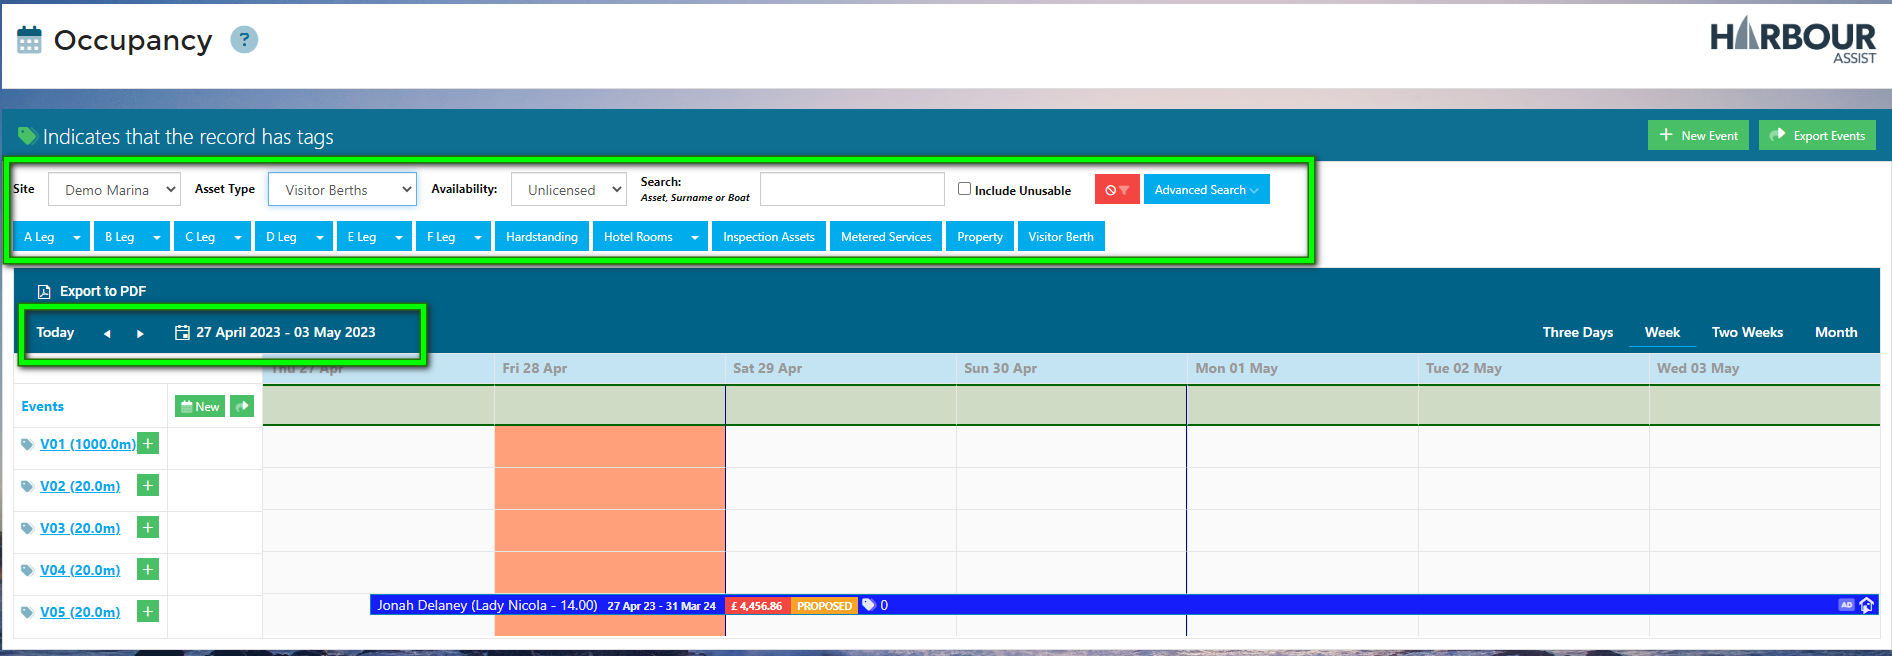 Occupancy ?
HARBOUR
ASSIST
Indicates that the record has tags
New Event
Export Events
Site Demo Marina Asset Type Visitor Berths Availability: Unlicensed Search:
Asset, Surname or Boat
Include Unusable
Advanced Search
A Leg B Leg C Leg D Leg E Leg F Leg Hardstanding Hotel Rooms Inspection Assets Metered Services Property Visitor Berth
Export to PDF
Today 27 April 2023 - 03 May 2023 Three Days Week Two Weeks Month
Thu 27 Apr Fri 28 Apr Sat 29 Apr Sun 30 Apr Mon 01 May Tue 02 May Wed 03 May
Events New
V01 (1000.0m) +
V02 (20.0m) +
V03 (20.0m) +
V04 (20.0m) +
V05 (20.0m) + Jonah Delaney (Lady Nicola - 14.00) 27 Apr 23 - 31 Mar 24 £ 4,456.86 PROPOSED 0 AD